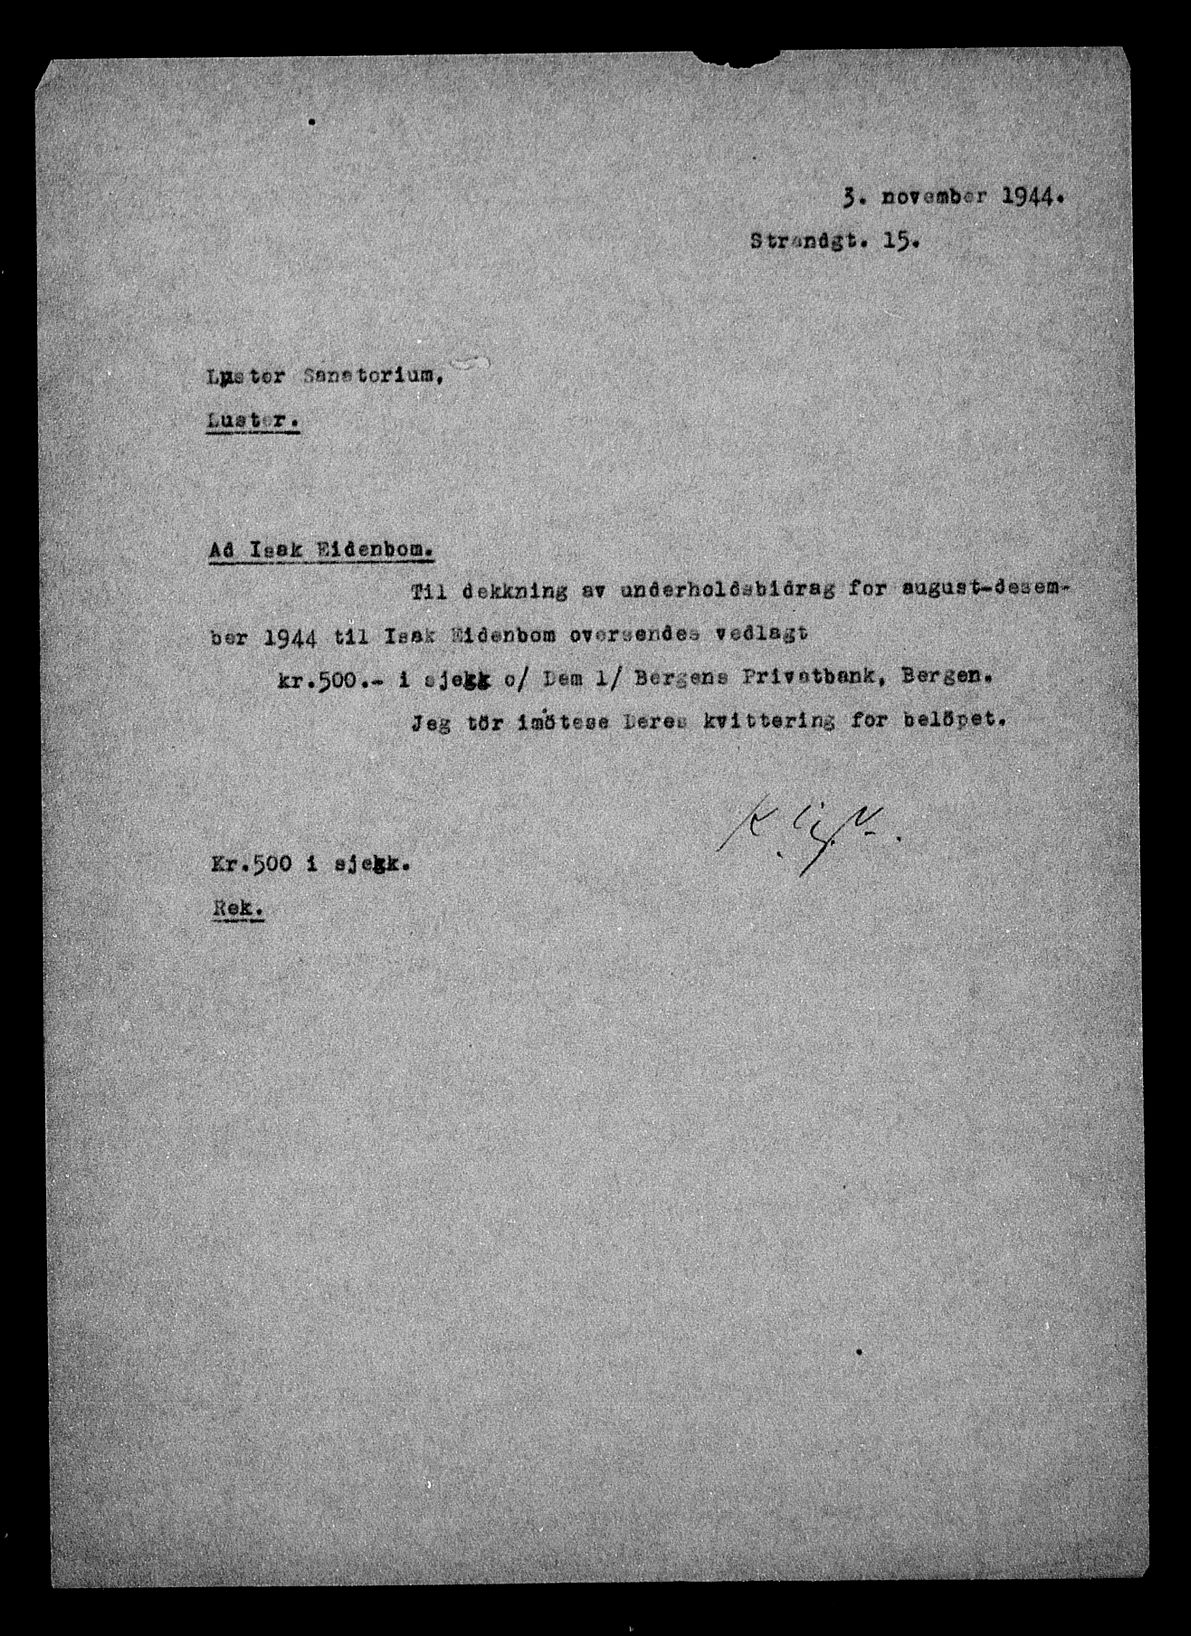 3. november 1944.
Strandgt. 15.
Luster Sanatorium,
Luster.
Ad Isak Eidenbom.
Til dekkning av underholdsbidrag for august-desem-
ber 1944 til Isak Eidenbom oversendes vedlagt
kr.500.- i sjekk o/ Dem l/ Bergens Privatbank, Bergen.
Jeg tör imötese Deres kvittering for belöpet.
Kr.500 i sjekk.
Rek.